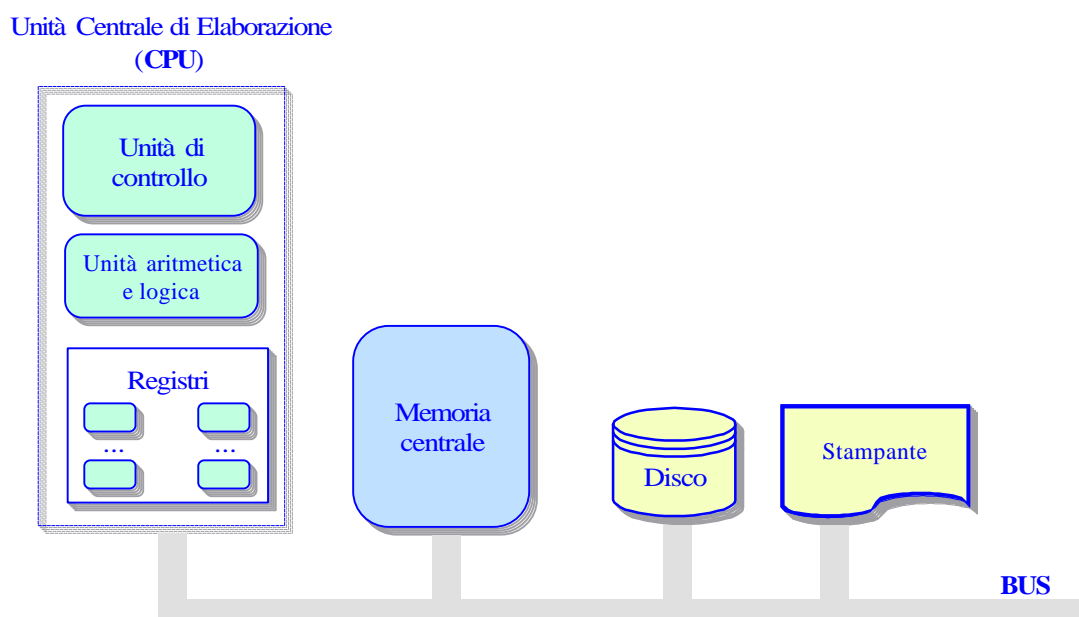 Unità Centrale di Elaborazione
(CPU)
Unità di
controllo
Unità aritmetica
e logica
Registri
...
...
Memoria
centrale
Disco
Stampante
BUS